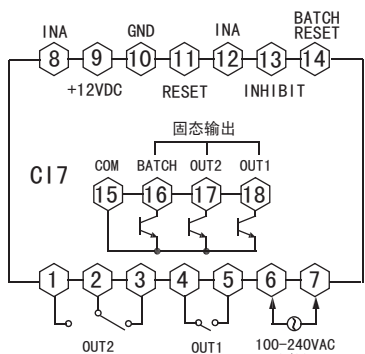 INA GND INA BATCH RESET
8 9 10 11 12 13 14
+12VDC RESET INHIBIT
固态输出
CI7
COM BATCH OUT2 OUT1
15 16 17 18
1 2 3 4 5 6 7
OUT2 OUT1 100-240VAC